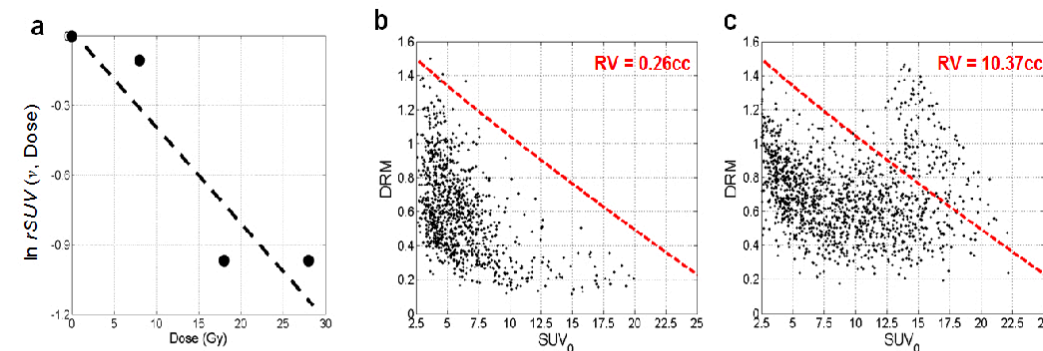 a
ln rSUV (v, Dose)
-0.3
-0.6
-0.9
-1.2
0 5 10 15 20 25 30
Dose (Gy)
b
RV = 0.26cc
DRM
1.6
1.4
1.2
1
0.8
0.6
0.4
0.2
0
2.5 5 7.5 10 12.5 15 17.5 20 22.5 25
SUV0
c
RV = 10.37cc
DRM
1.6
1.4
1.2
1
0.8
0.6
0.4
0.2
0
2.5 5 7.5 10 12.5 15 17.5 20 22.5 25
SUV0